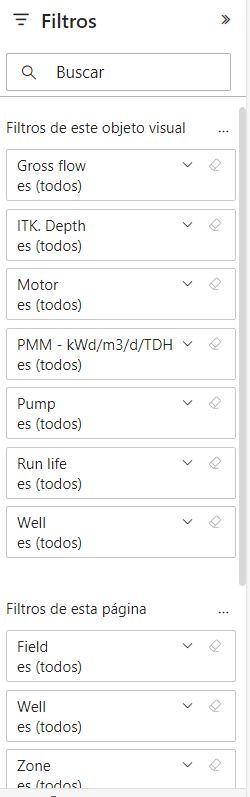 Filtros
Buscar
Filtros de este objeto visual
Gross flow
es (todos)
ITK. Depth
es (todos)
Motor
es (todos)
PMM - kWd/m3/d/TDH
es (todos)
Pump
es (todos)
Run life
es (todos)
Well
es (todos)
Filtros de esta página
Field
es (todos)
Well
es (todos)
Zone
es (todos)